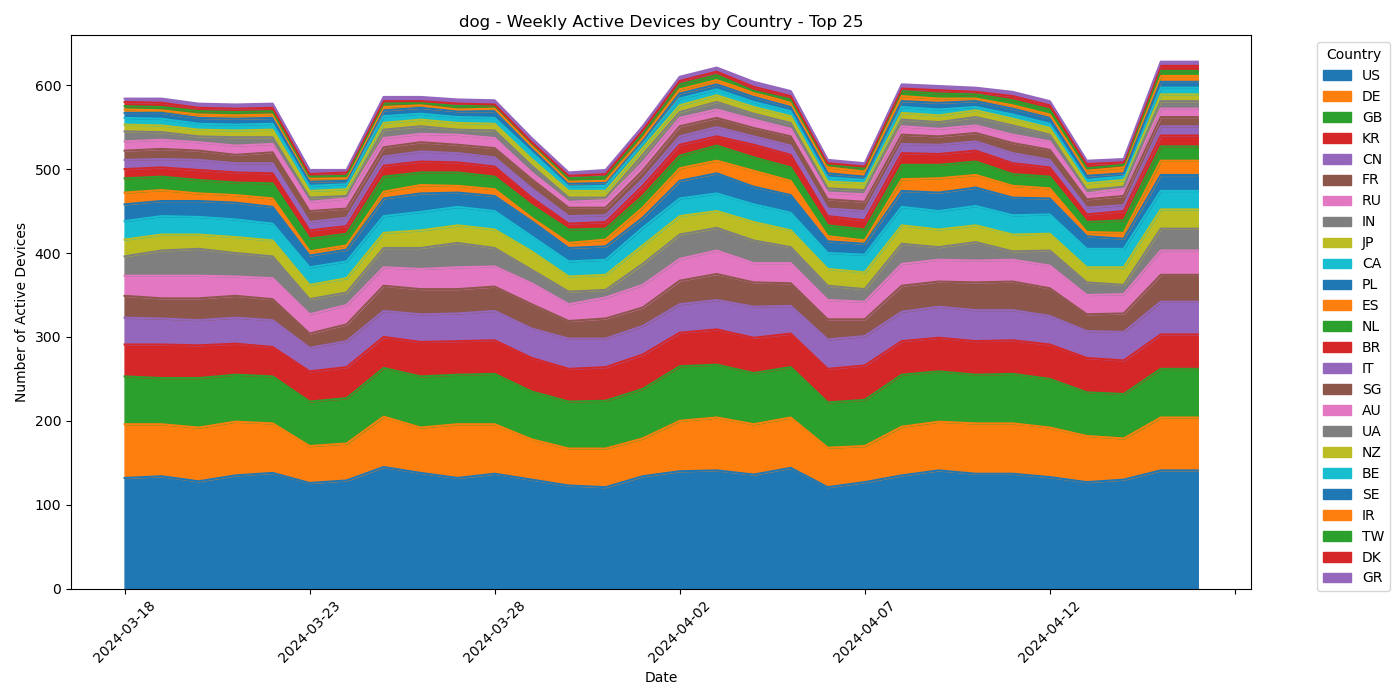 dog - Weekly Active Devices by Country - Top 25
Number of Active Devices
600
500
400
300
200
100
0
2024-03-18
2024-03-23
2024-03-28
2024-04-02
2024-04-07
2024-04-12
Date
Country
US
DE
GB
KR
CN
FR
RU
IN
JP
CA
PL
ES
NL
BR
IT
SG
AU
UA
NZ
BE
SE
IR
TW
DK
GR